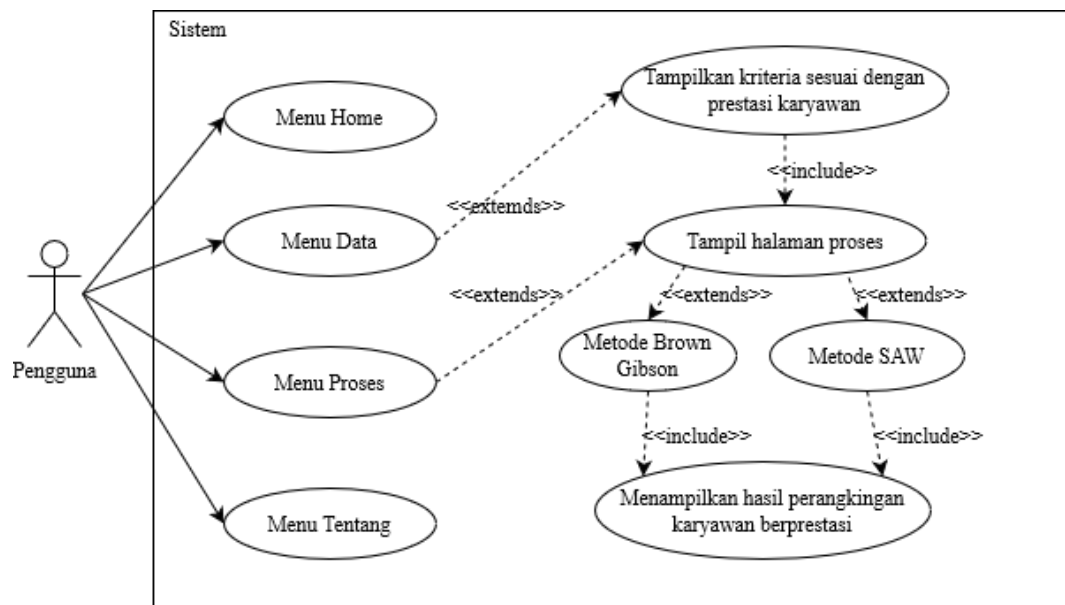 Sistem
Tampilkan kriteria sesuai dengan
prestasi karyawan
Menu Home
<<include>>
<<extemds>>
Menu Data
Tampil halaman proses
<<extends>>
<<extends>>
<<extends>>
Pengguna
Menu Proses
Metode Brown
Gibson
Metode SAW
<<include>>
<<include>>
Menu Tentang
Menampilkan hasil perangkingan
karyawan berprestasi